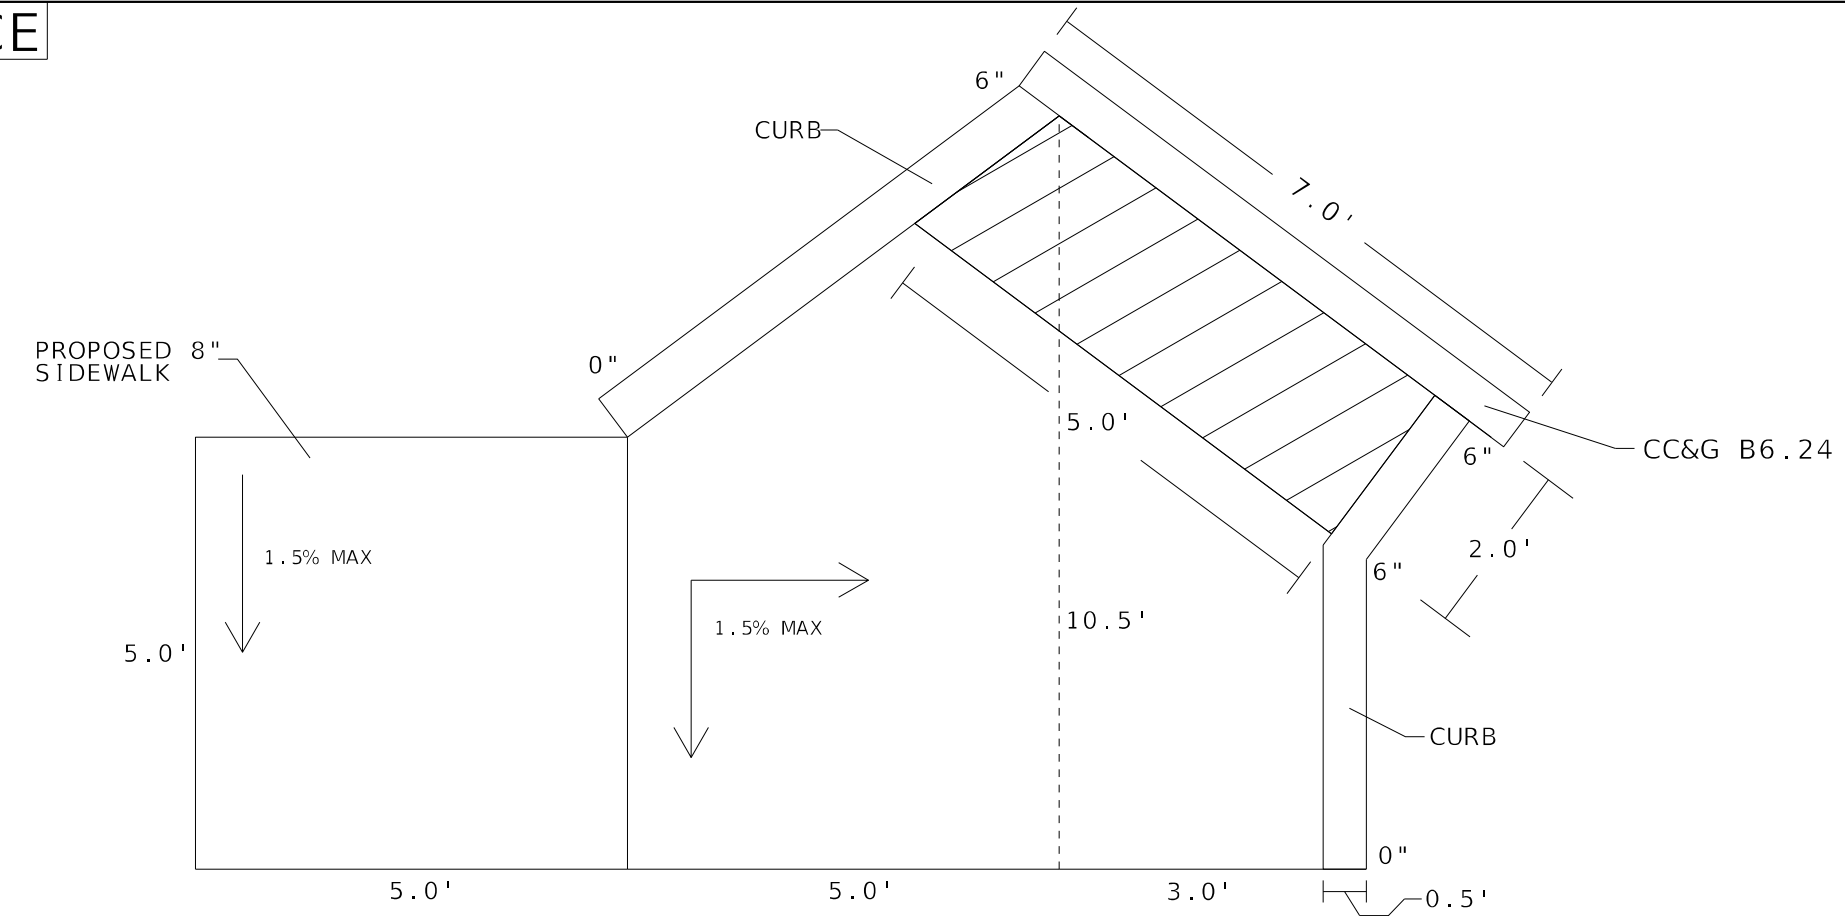 6"
CURB
7.0'
PROPOSED 8"
SIDEWALK
0"
5.0'
CC&G B6.24
6"
2.0'
1.5% MAX
6"
10.5'
1.5% MAX
5.0'
CURB
0"
5.0'
5.0'
3.0'
0.5'